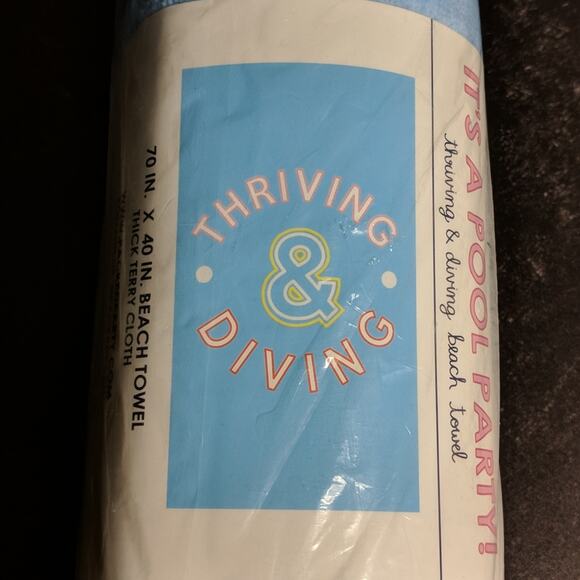 THRIVING
&
DIVING
IT'S A POOL PARTY!
thriving & diving beach towel
70 IN. X 40 IN. BEACH TOWEL
THICK TERRY CLOTH